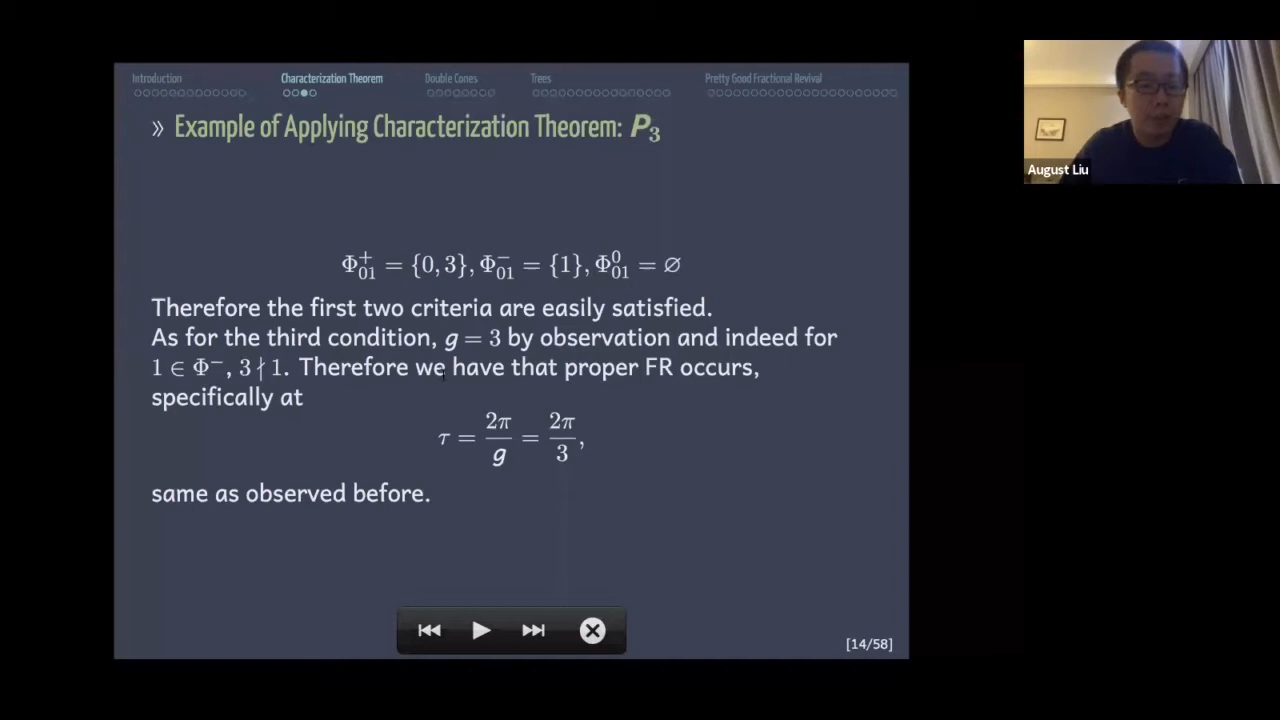 Introduction
Characterization Theorem
Double Cones
Trees
Pretty Good Fractional Revival
» Example of Applying Characterization Theorem: P₃
Φ⁺₀₁ = {0, 3}, Φ⁻₀₁ = {1}, Φ⁰₀₁ = ∅
Therefore the first two criteria are easily satisfied.
As for the third condition, g = 3 by observation and indeed for
1 ∈ Φ⁻, 3 ∤ 1. Therefore we have that proper FR occurs,
specifically at
τ = 2π/g = 2π/3,
same as observed before.
[14/58]
August Liu